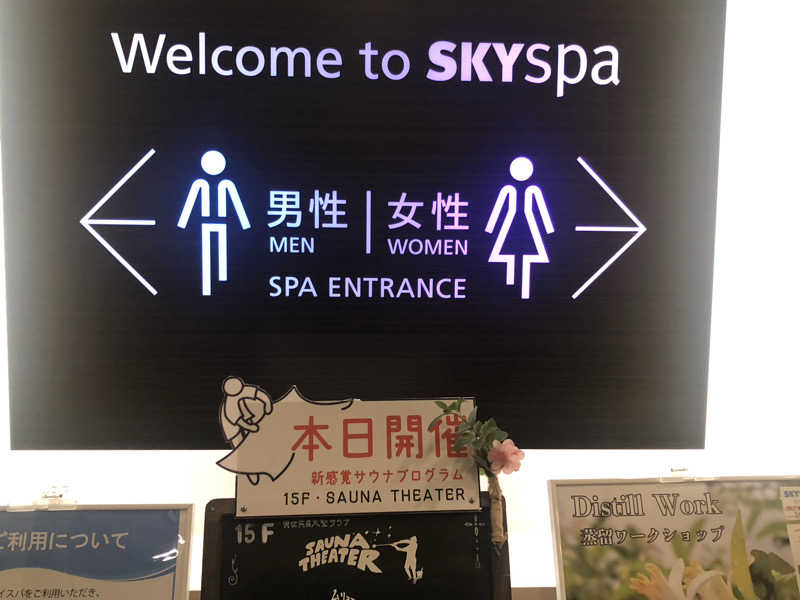 Welcome to SKYspa
男性 | 女性
MEN WOMEN
SPA ENTRANCE
本日開催
新感覚サウナプログラム
15F・SAUNA THEATER
15F
SAUNA THEATER
ご利用について
Distill Work
蒸留ワークショップ